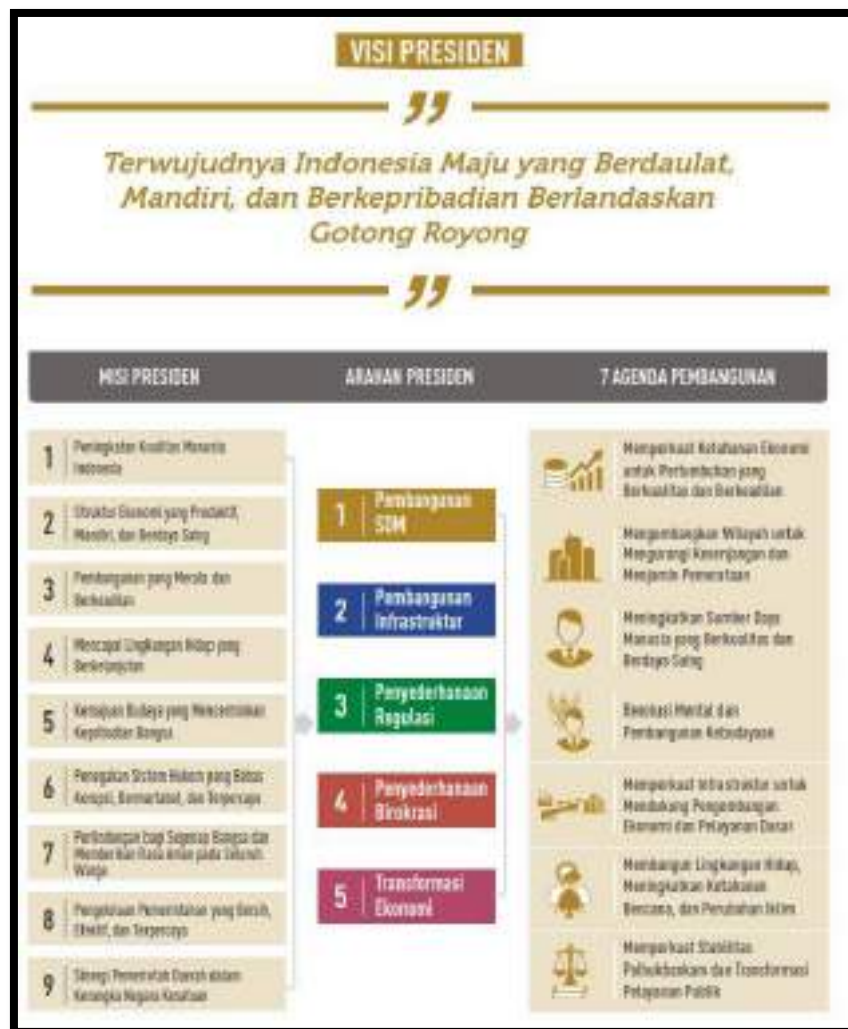 VISI PRESIDEN
”
Terwujudnya Indonesia Maju yang Berdaulat,
Mandiri, dan Berkepribadian Berlandaskan
Gotong Royong
”
MISI PRESIDEN
ARAHAN PRESIDEN
7 AGENDA PEMBANGUNAN
1 Peningkatan Kualitas Manusia
Indonesia
2 Struktur Ekonomi yang Produktif,
Mandiri, dan Berdaya Saing
3 Pembangunan yang Merata dan
Berkeadilan
4 Mencapai Lingkungan Hidup yang
Berkelanjutan
5 Kemajuan Budaya yang Mencerminkan
Kepribadian Bangsa
6 Penegakan Sistem Hukum yang Bebas
Korupsi, Bermartabat, dan Terpercaya
7 Perlindungan bagi Segenap Bangsa dan
Memberikan Rasa Aman pada Seluruh
Warga
8 Pengelolaan Pemerintahan yang Bersih,
Efektif, dan Terpercaya
9 Sinergi Pemerintah Daerah dalam
Kerangka Negara Kesatuan
1 Pembangunan
SDM
2 Pembangunan
Infrastruktur
3 Penyederhanaan
Regulasi
4 Penyederhanaan
Birokrasi
5 Transformasi
Ekonomi
Memperkuat Ketahanan Ekonomi
untuk Pertumbuhan yang
Berkualitas dan Berkeadilan
Mengembangkan Wilayah untuk
Mengurangi Kesenjangan dan
Menjamin Pemerataan
Meningkatkan Sumber Daya
Manusia yang Berkualitas dan
Berdaya Saing
Revolusi Mental dan
Pembangunan Kebudayaan
Memperkuat Infrastruktur untuk
Mendukung Pengembangan
Ekonomi dan Pelayanan Dasar
Membangun Lingkungan Hidup,
Meningkatkan Ketahanan
Bencana, dan Perubahan Iklim
Memperkuat Stabilitas
Polhukhankam dan Transformasi
Pelayanan Publik